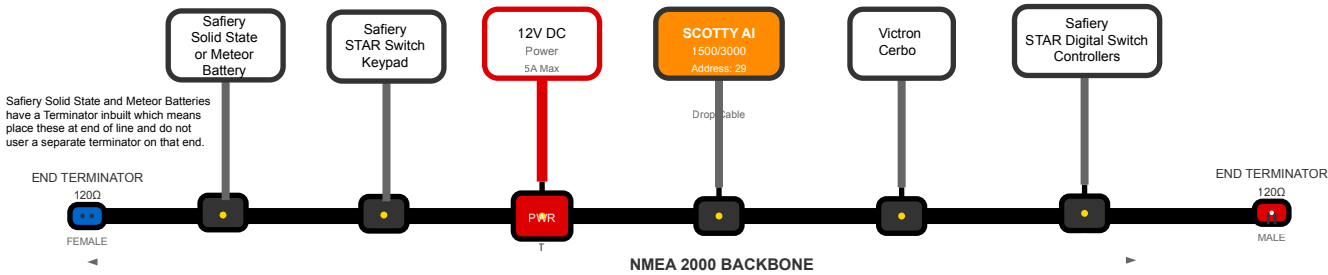 Safiery
Solid State
or Meteor
Battery
Safiery
STAR Switch
Keypad
12V DC
Power
5A Max
SCOTTY AI
1500/3000
Address: 29
Victron
Cerbo
Safiery
STAR Digital Switch
Controllers
Safiery Solid State and Meteor Batteries
have a Terminator inbuilt which means
place these at end of line and do not
user a separate terminator on that end.
Drop Cable
END TERMINATOR
120Ω
FEMALE
PWR
T
END TERMINATOR
120Ω
MALE
NMEA 2000 BACKBONE